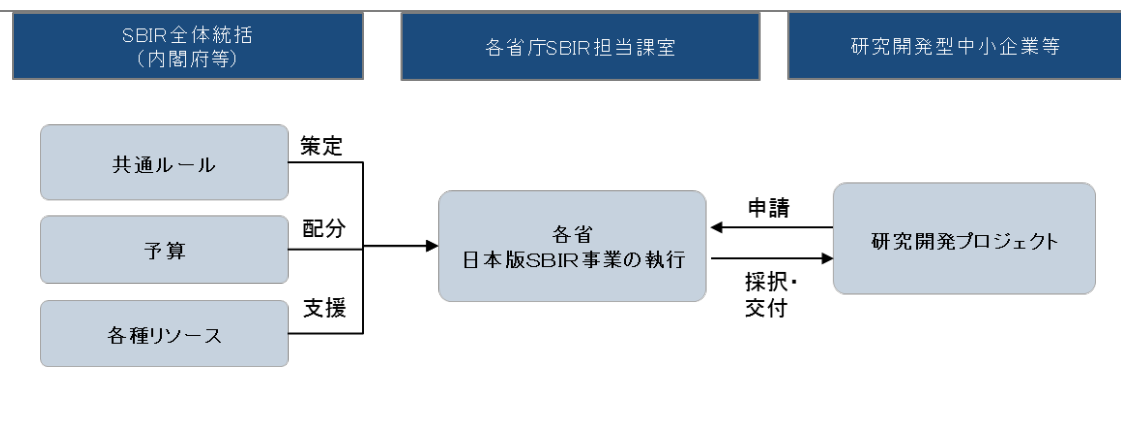 SBIR全体統括
（内閣府等）
各省庁SBIR担当課室
研究開発型中小企業等
共通ルール
策定
予算
配分
各種リソース
支援
各省
日本版SBIR事業の執行
申請
採択・
交付
研究開発プロジェクト